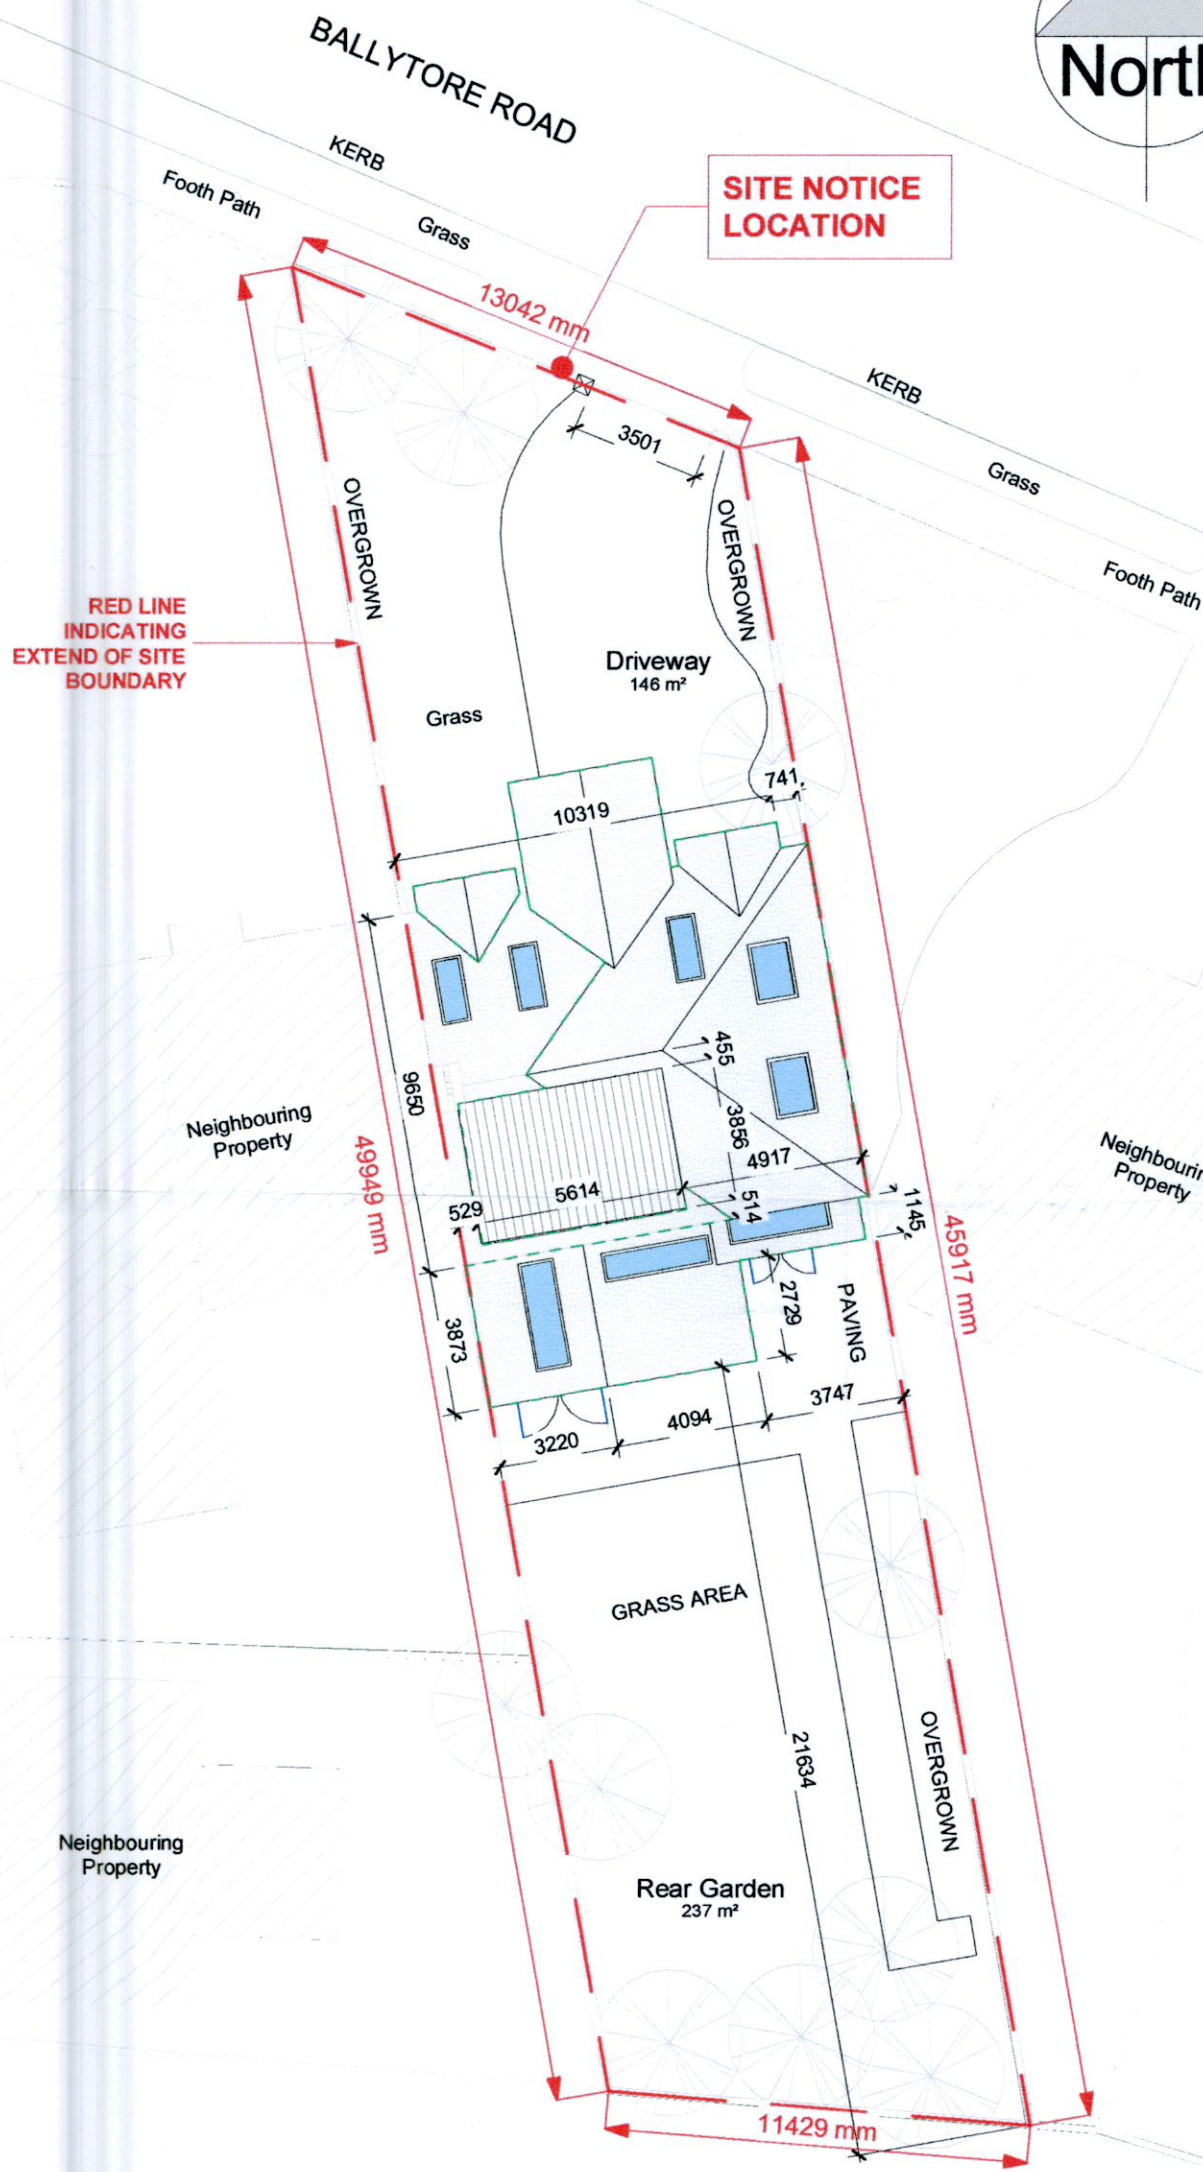 BALLYTORE ROAD
KERB
Footh Path
Grass
SITE NOTICE
LOCATION
13042 mm
KERB
3501
Grass
OVERGROWN
OVERGROWN
Footh Path
RED LINE
INDICATING
EXTEND OF SITE
BOUNDARY
Driveway
146 m²
Grass
741
10319
455
9650
3856
Neighbouring
Property
49949 mm
4917
5614
529
514
1145
45917 mm
Property
PAVING
2729
3873
3747
4094
3220
GRASS AREA
21634
OVERGROWN
Neighbouring
Property
Rear Garden
237 m²
11429 mm